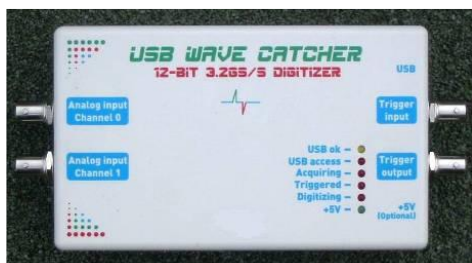 USB WAVE CATCHER
12-BIT 3.2GS/S DIGITIZER
USB
Analog input
Channel 0
Trigger
input
Analog input
Channel 1
Trigger
output
USB ok –
USB access –
Acquiring –
Triggered –
Digitizing –
+5V –
+5V
(Optional)